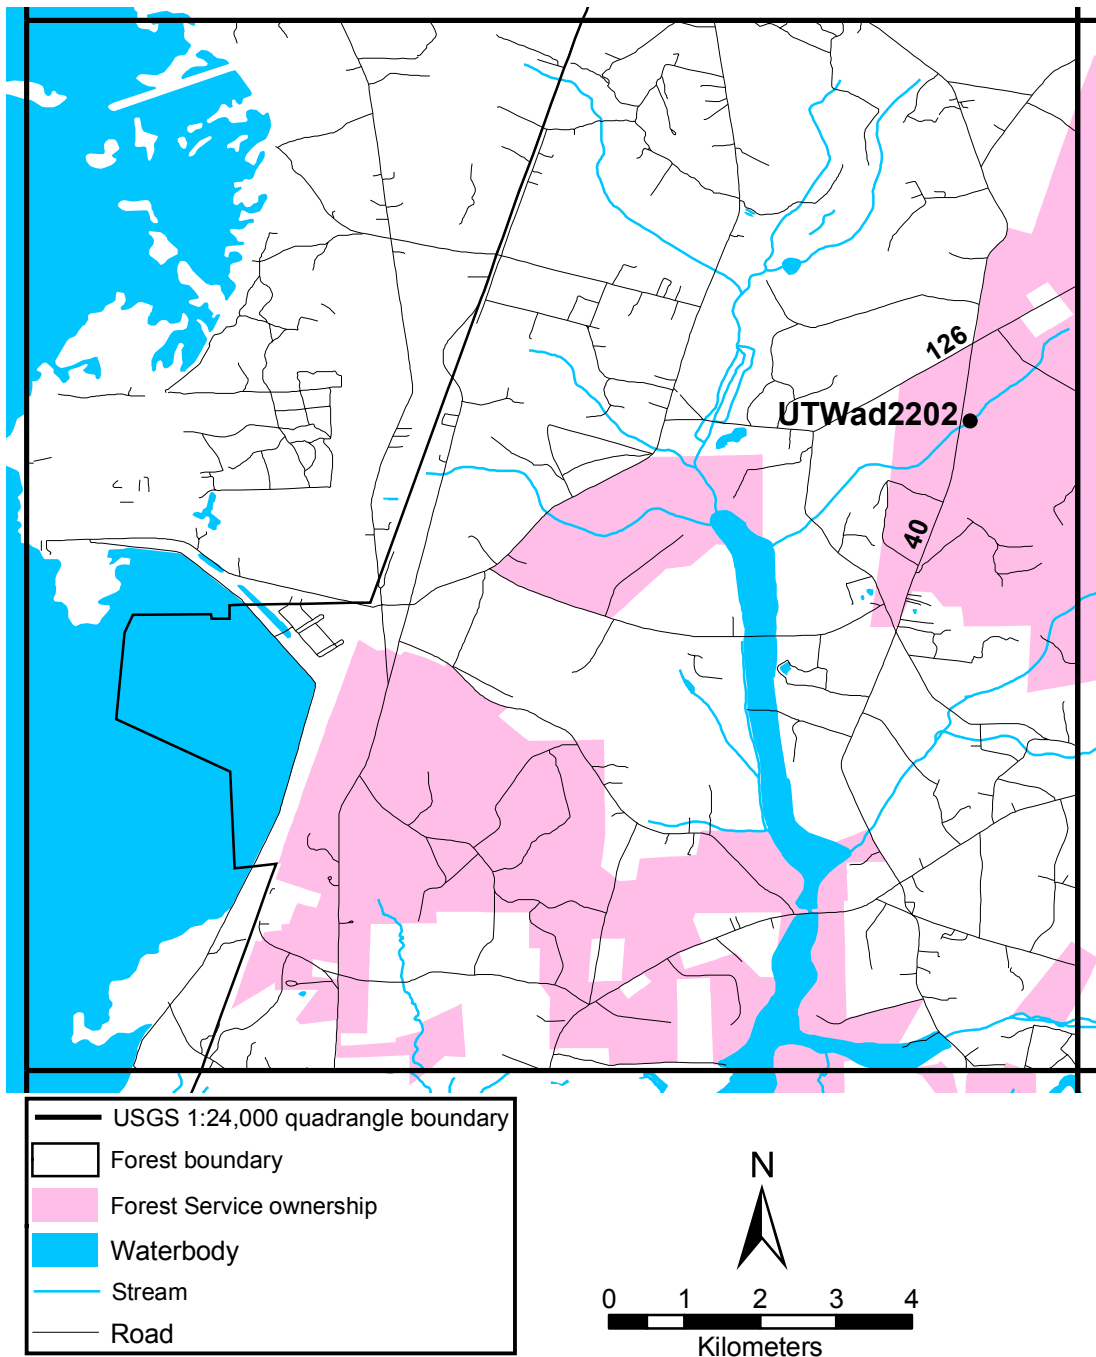 126
UTWad2202
40
USGS 1:24,000 quadrangle boundary
Forest boundary
Forest Service ownership
Waterbody
Stream
Road
N
0 1 2 3 4
Kilometers